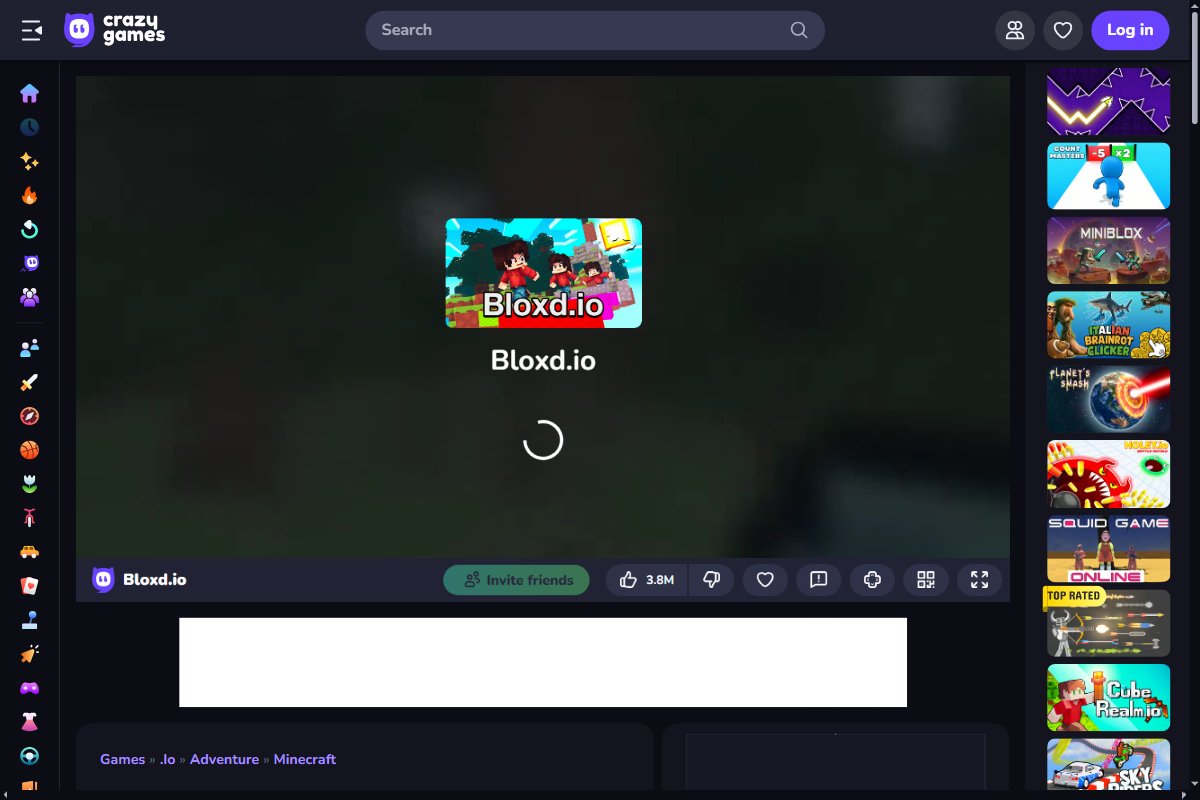 crazy
games
Search
Log in
COUNT
MASTERS
-5
x2
MINIBLOX
ITALIAN
BRAINROT
CLICKER
PLANET'S
SMASH
Bloxd.io
Bloxd.io
HOLEY.IO
SQUID GAME
ONLINE
Bloxd.io
Invite friends
3.8M
TOP RATED
Cube
Realm.io
Games » .Io » Adventure » Minecraft
SKY
RIDERS